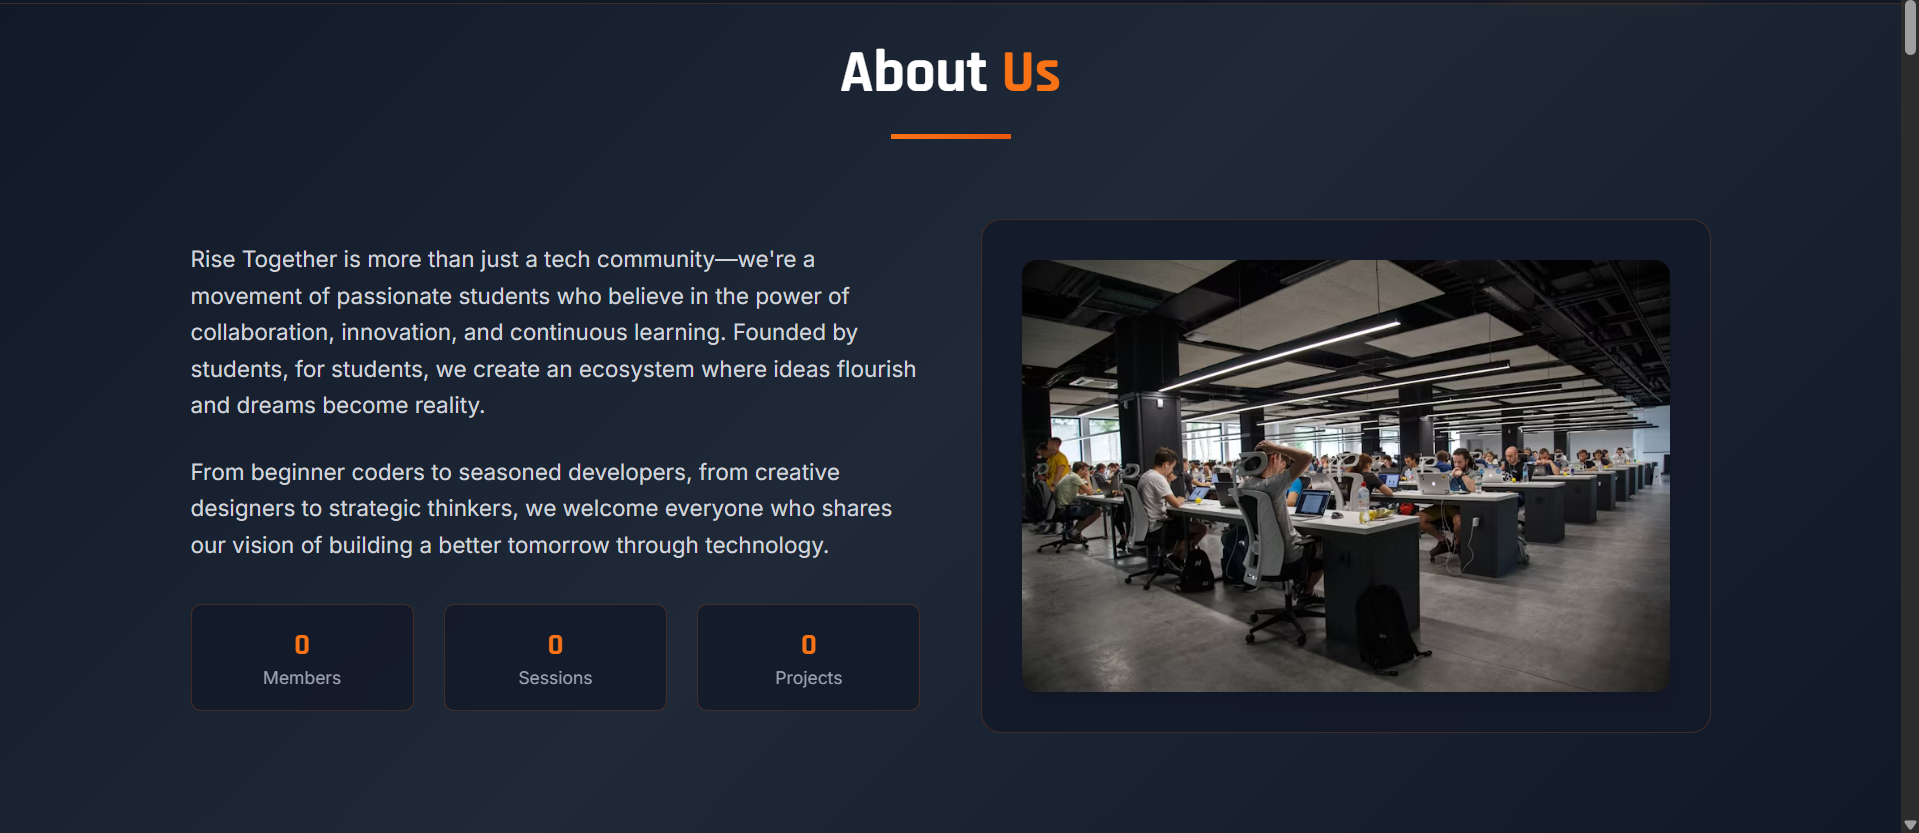 About Us
Rise Together is more than just a tech community—we're a
movement of passionate students who believe in the power of
collaboration, innovation, and continuous learning. Founded by
students, for students, we create an ecosystem where ideas flourish
and dreams become reality.
From beginner coders to seasoned developers, from creative
designers to strategic thinkers, we welcome everyone who shares
our vision of building a better tomorrow through technology.
0
Members
0
Sessions
0
Projects